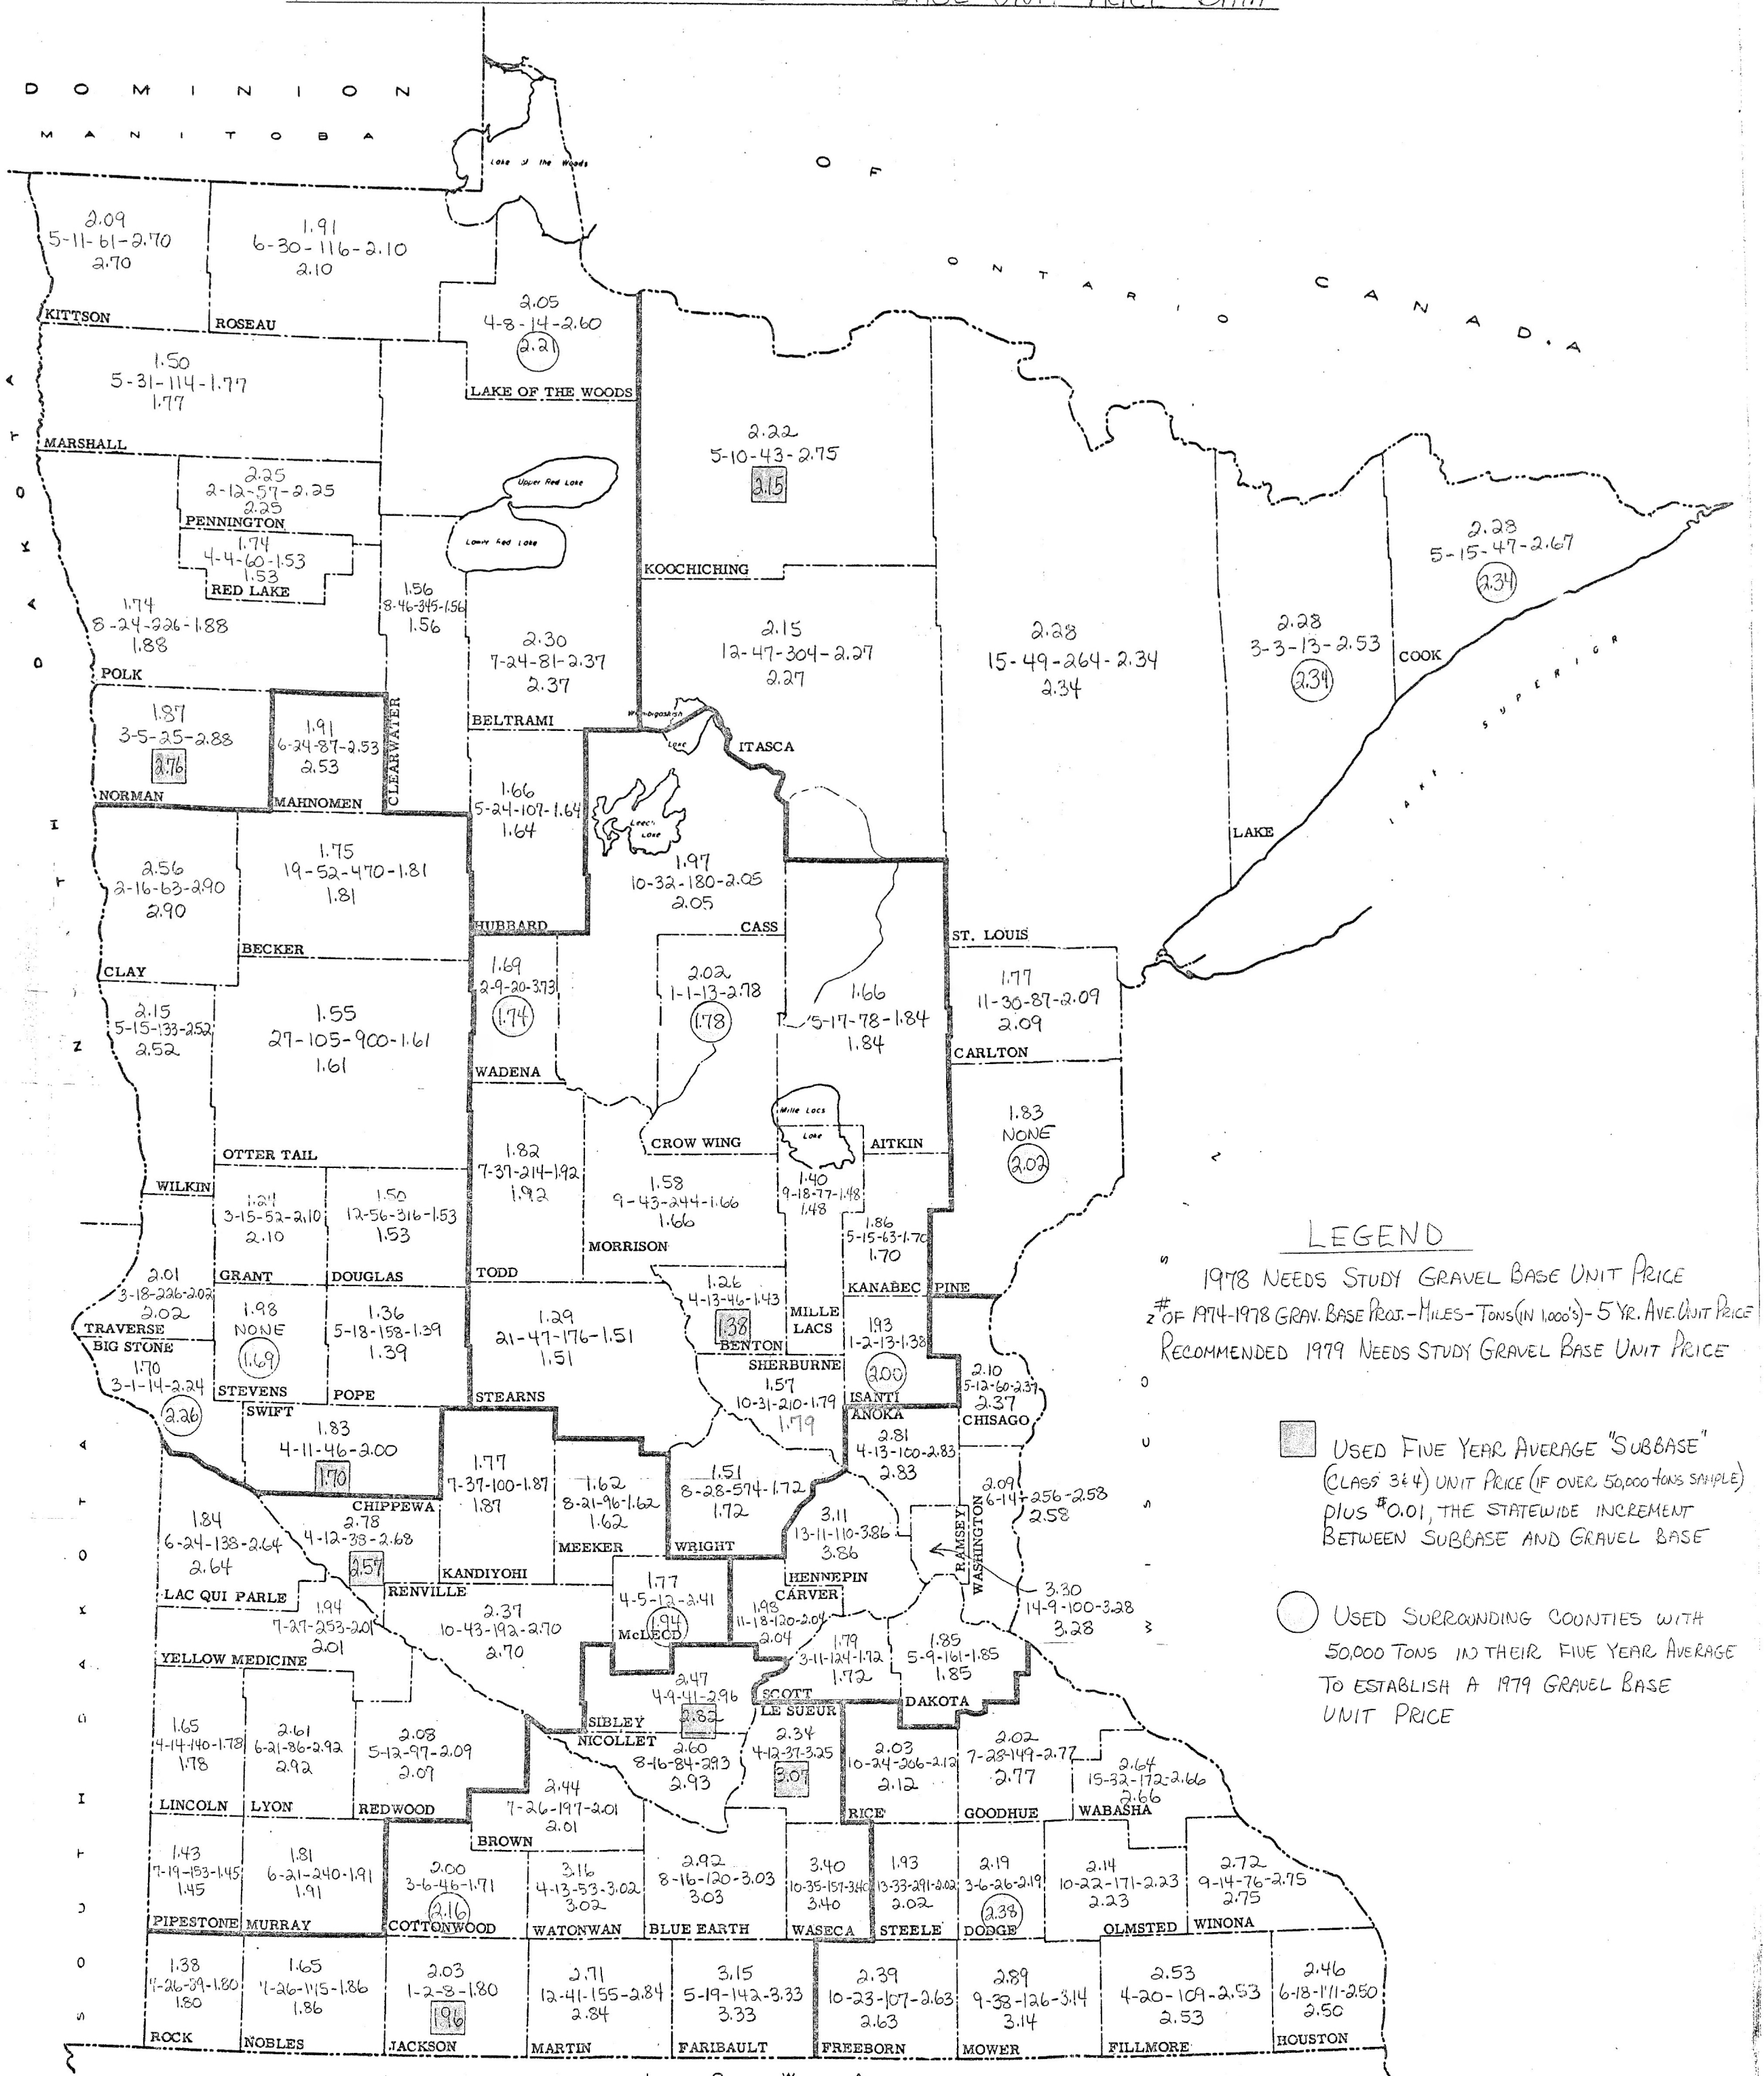 BASE UNIT PRICE DATA
DOMINION
MANITOBA
OF
ONTARIO
CANADA
Lake of the Woods
2.09
5-11-61-2.70
2.70
KITTSON
1.91
6-30-116-2.10
2.10
ROSEAU
2.05
4-8-14-2.60
2.21
LAKE OF THE WOODS
1.50
5-31-114-1.77
1.77
MARSHALL
2.22
5-10-43-2.75
2.15
KOOCHICHING
2.25
2-12-57-2.25
2.25
PENNINGTON
Upper Red Lake
Lower Red Lake
1.74
4-4-60-1.53
1.53
RED LAKE
1.74
8-24-226-1.88
1.88
POLK
1.56
8-46-345-1.56
1.56
CLEARWATER
2.30
7-24-81-2.37
2.37
BELTRAMI
2.15
12-47-304-2.27
2.27
ITASCA
2.28
15-49-264-2.34
2.34
ST. LOUIS
2.28
3-3-13-2.53
2.34
LAKE
2.28
5-15-47-2.67
2.34
COOK
LAKE SUPERIOR
1.87
3-5-25-2.88
2.76
NORMAN
1.91
6-24-87-2.53
2.53
MAHNOMEN
1.66
5-24-107-1.64
1.64
HUBBARD
Lake
Leech
Lake
1.97
10-32-180-2.05
2.05
CASS
2.56
2-16-63-2.90
2.90
CLAY
1.75
19-52-470-1.81
1.81
BECKER
1.69
2-9-20-3.73
1.74
WADENA
2.02
1-1-13-2.78
1.78
CROW WING
1.66
5-17-78-1.84
1.84
AITKIN
1.77
11-30-87-2.09
2.09
CARLTON
2.15
5-15-133-2.52
2.52
WILKIN
1.55
27-105-900-1.61
1.61
OTTER TAIL
1.83
NONE
2.02
PINE
Mille Lacs
Lake
1.82
7-37-214-1.92
1.92
TODD
1.58
9-43-244-1.66
1.66
MORRISON
1.40
9-18-77-1.48
1.48
MILLE
LACS
1.86
5-15-63-1.70
1.70
KANABEC
1.24
3-15-52-2.10
2.10
GRANT
1.50
12-56-316-1.53
1.53
DOUGLAS
2.01
3-18-226-2.02
2.02
TRAVERSE
1.98
NONE
1.69
STEVENS
1.36
5-18-158-1.39
1.39
POPE
1.29
21-47-176-1.51
1.51
STEARNS
1.26
4-13-46-1.43
1.38
BENTON
1.93
1-2-13-1.38
2.00
ISANTI
BIG STONE
1.70
3-1-14-2.24
2.26
SWIFT
1.83
4-11-46-2.00
1.70
SHERBURNE
1.57
10-31-210-1.79
1.79
2.10
5-12-60-2.37
2.37
CHISAGO
ANOKA
2.81
4-13-100-2.83
2.83
1.77
7-37-100-1.87
1.87
KANDIYOHI
1.62
8-21-96-1.62
1.62
MEEKER
1.51
8-28-574-1.72
1.72
WRIGHT
2.09
6-14-256-2.58
2.58
WASHINGTON
RAMSEY
3.30
14-9-100-3.28
3.28
3.11
13-11-110-3.86
3.86
HENNEPIN
CHIPPEWA
2.78
4-12-38-2.68
2.57
1.84
6-24-138-2.64
2.64
LAC QUI PARLE
1.94
7-27-253-2.01
2.01
YELLOW MEDICINE
RENVILLE
2.37
10-43-192-2.70
2.70
1.77
4-5-12-2.41
1.94
McLEOD
CARVER
1.98
11-18-120-2.04
2.04
1.79
3-11-124-1.72
1.72
SCOTT
1.85
5-9-161-1.85
1.85
DAKOTA
2.47
4-9-41-2.96
2.82
SIBLEY
NICOLLET
2.60
8-16-84-2.93
2.93
LE SUEUR
2.34
4-12-37-3.25
3.07
2.03
10-24-206-2.12
2.12
RICE
2.02
7-28-149-2.77
2.77
GOODHUE
2.64
15-32-172-2.66
2.66
WABASHA
1.65
4-14-140-1.78
1.78
LINCOLN
2.61
6-21-86-2.92
2.92
LYON
2.08
5-12-97-2.09
2.09
REDWOOD
2.44
7-26-197-2.01
2.01
BROWN
1.43
7-19-153-1.45
1.45
PIPESTONE
1.81
6-21-240-1.91
1.91
MURRAY
2.00
3-6-46-1.71
2.16
COTTONWOOD
3.16
4-13-53-3.02
3.02
WATONWAN
2.92
8-16-120-3.03
3.03
BLUE EARTH
3.40
10-35-157-3.40
3.40
WASECA
1.93
13-33-291-2.02
2.02
STEELE
2.19
3-6-26-2.19
2.38
DODGE
2.14
10-22-171-2.23
2.23
OLMSTED
2.72
9-14-76-2.75
2.75
WINONA
1.38
1.80
ROCK
1.65
1.86
NOBLES
2.03
1-2-8-1.80
1.96
JACKSON
2.71
12-41-155-2.84
2.84
MARTIN
3.15
5-19-142-3.33
3.33
FARIBAULT
2.39
10-23-107-2.63
2.63
FREEBORN
2.89
9-38-126-3.14
3.14
MOWER
2.53
4-20-109-2.53
2.53
FILLMORE
2.46
6-18-171-2.50
2.50
HOUSTON
LEGEND
1978 NEEDS STUDY GRAVEL BASE UNIT PRICE
# OF 1974-1978 GRAV. BASE PROJ.-MILES-TONS (IN 1,000's)-5 YR. AVE. UNIT PRICE
RECOMMENDED 1979 NEEDS STUDY GRAVEL BASE UNIT PRICE
USED FIVE YEAR AVERAGE "SUBBASE"
(CLASS 3&4) UNIT PRICE (IF OVER 50,000 tons SAMPLE)
plus $0.01, THE STATEWIDE INCREMENT
BETWEEN SUBBASE AND GRAVEL BASE
USED SURROUNDING COUNTIES WITH
50,000 TONS IN THEIR FIVE YEAR AVERAGE
TO ESTABLISH A 1979 GRAVEL BASE
UNIT PRICE